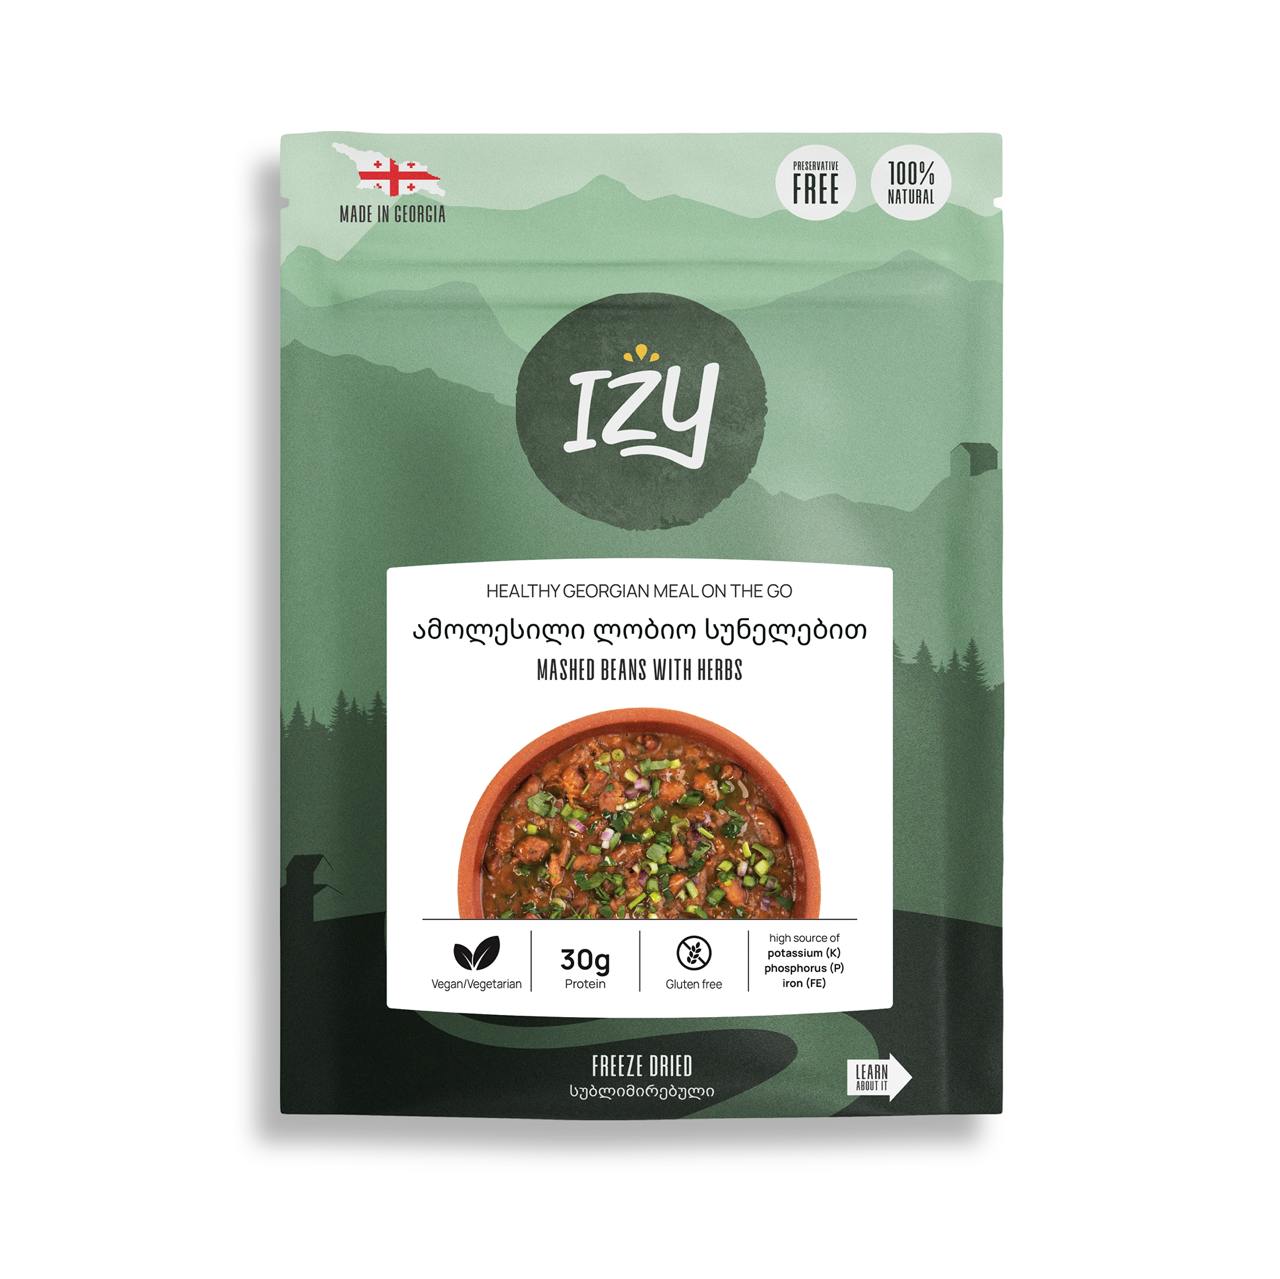 MADE IN GEORGIA
PRESERVATIVE
FREE
100%
NATURAL
IZY
HEALTHY GEORGIAN MEAL ON THE GO
ამოლესილი ლობიო სუნელებით
MASHED BEANS WITH HERBS
Vegan/Vegetarian
30g
Protein
Gluten free
high source of
potassium (K)
phosphorus (P)
iron (FE)
FREEZE DRIED
სუბლიმირებული
LEARN
ABOUT IT